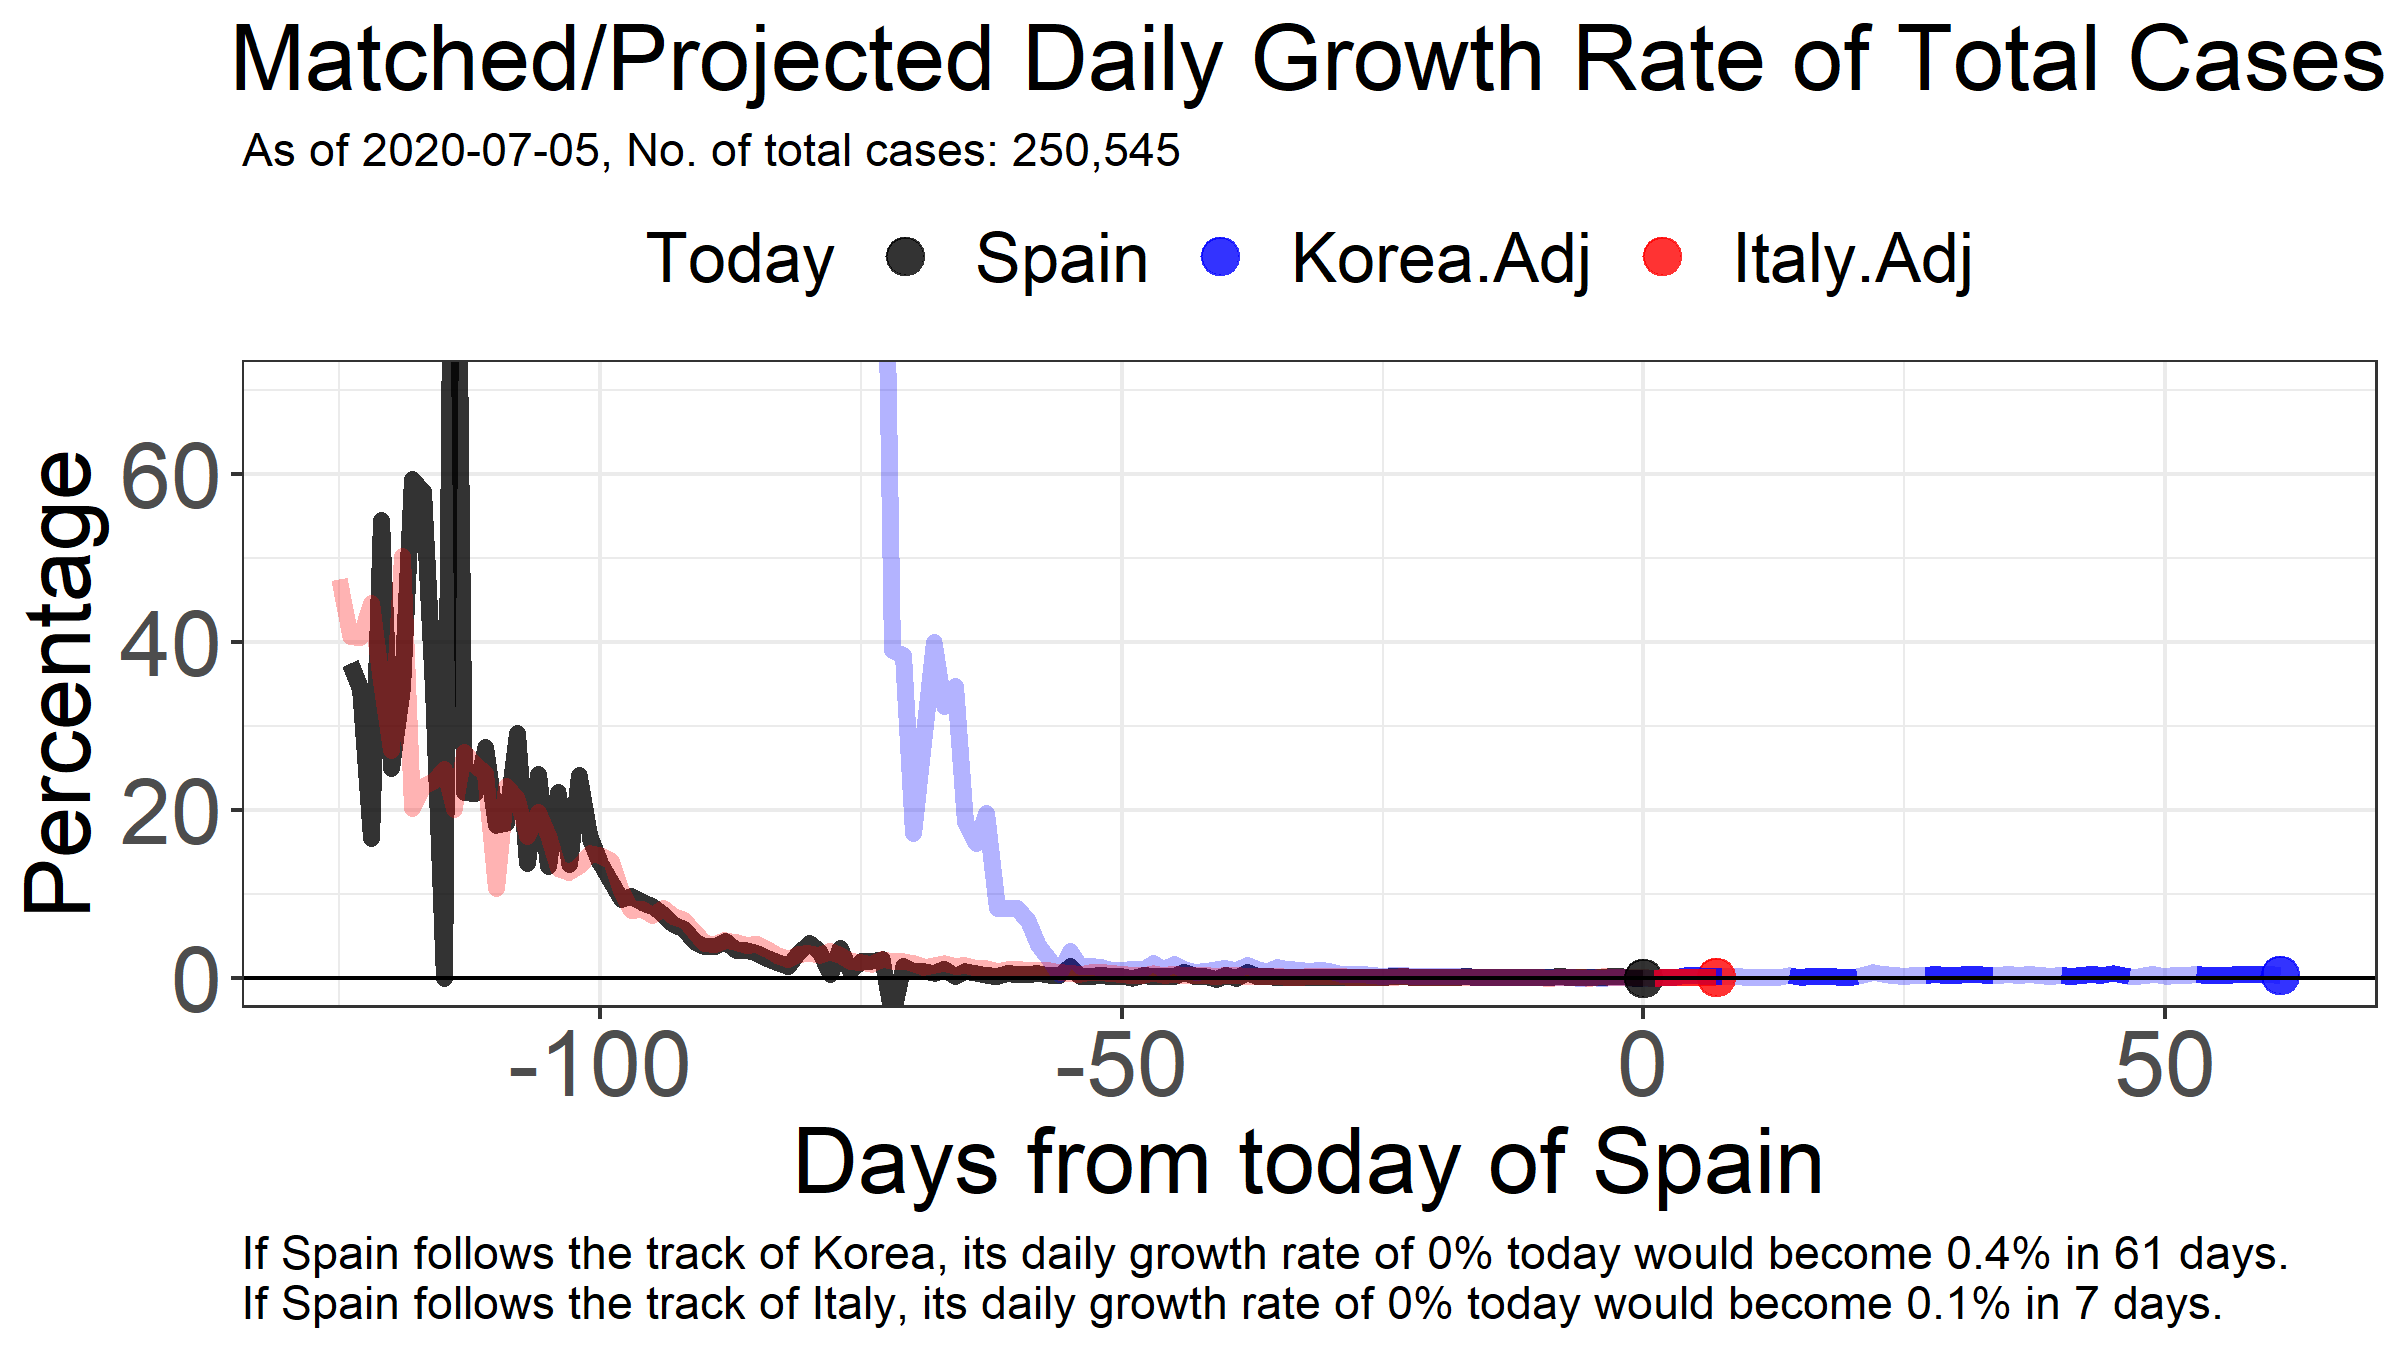 Matched/Projected Daily Growth Rate of Total Cases
As of 2020-07-05, No. of total cases: 250,545
Today Spain Korea.Adj Italy.Adj
Percentage
60
40
20
0
-100 -50 0 50
Days from today of Spain
If Spain follows the track of Korea, its daily growth rate of 0% today would become 0.4% in 61 days.
If Spain follows the track of Italy, its daily growth rate of 0% today would become 0.1% in 7 days.